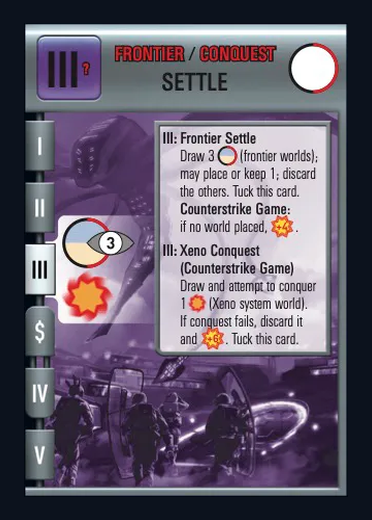 III?
FRONTIER / CONQUEST
SETTLE
I
II
III
$
IV
V
3
III: Frontier Settle
Draw 3 (frontier worlds);
may place or keep 1; discard
the others. Tuck this card.
Counterstrike Game:
if no world placed, +4.
III: Xeno Conquest
(Counterstrike Game)
Draw and attempt to conquer
1 (Xeno system world).
If conquest fails, discard it
and +6. Tuck this card.